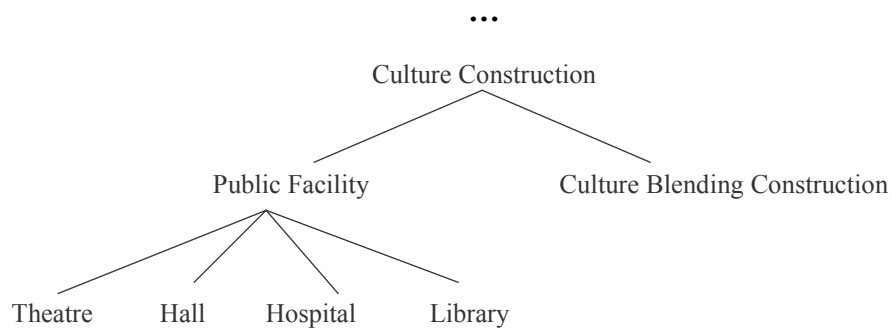 ...
Culture Construction
Public Facility Culture Blending Construction
Theatre Hall Hospital Library